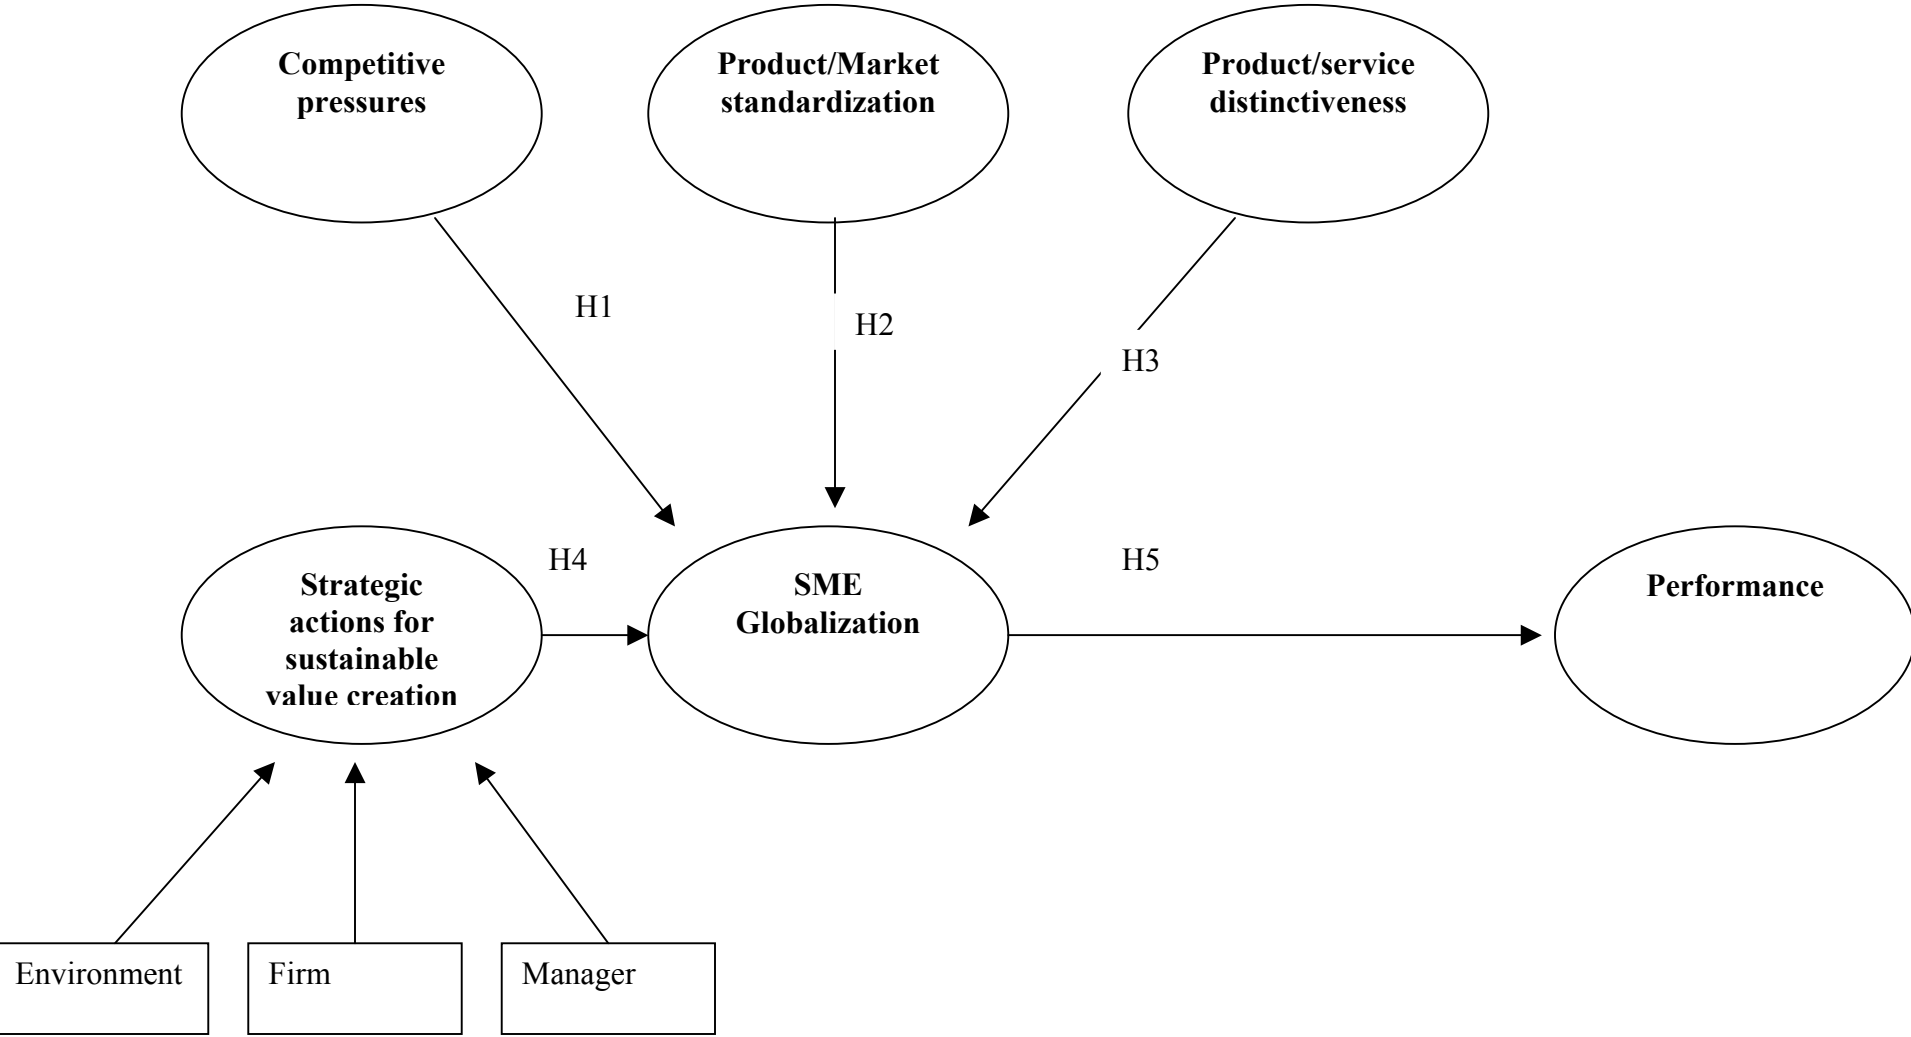 Competitive
pressures
Product/Market
standardization
Product/service
distinctiveness
H1
H2
H3
H4
H5
Strategic
actions for
sustainable
value creation
SME
Globalization
Performance
Environment
Firm
Manager